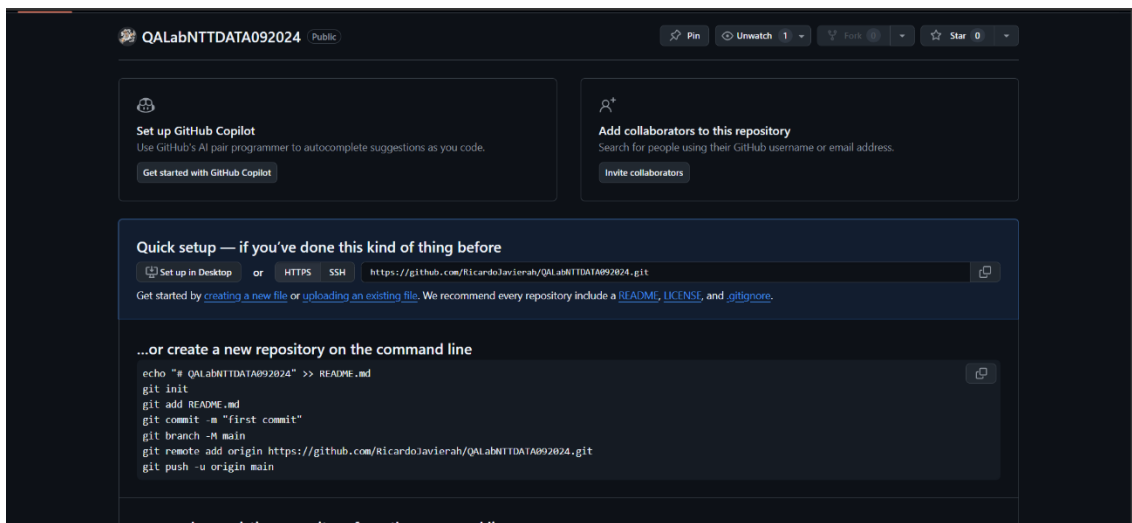 QALabNTTDATA092024 Public
Pin
Unwatch 1
Fork 0
Star 0
Set up GitHub Copilot
Use GitHub's AI pair programmer to autocomplete suggestions as you code.
Get started with GitHub Copilot
Add collaborators to this repository
Search for people using their GitHub username or email address.
Invite collaborators
Quick setup — if you've done this kind of thing before
Set up in Desktop or HTTPS SSH https://github.com/RicardoJavierah/QALabNTTDATA092024.git
Get started by creating a new file or uploading an existing file. We recommend every repository include a README, LICENSE, and .gitignore.
...or create a new repository on the command line
echo "# QALabNTTDATA092024" >> README.md
git init
git add README.md
git commit -m "first commit"
git branch -M main
git remote add origin https://github.com/RicardoJavierah/QALabNTTDATA092024.git
git push -u origin main